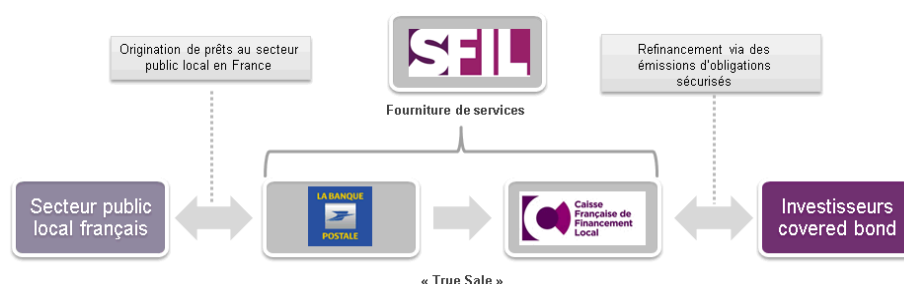 Origination de prêts au secteur
public local en France
SFIL
Refinancement via des
émissions d'obligations
sécurisés
Fourniture de services
Secteur public
local français
LA BANQUE
POSTALE
Caisse
Française de
Financement
Local
Investisseurs
covered bond
« True Sale »